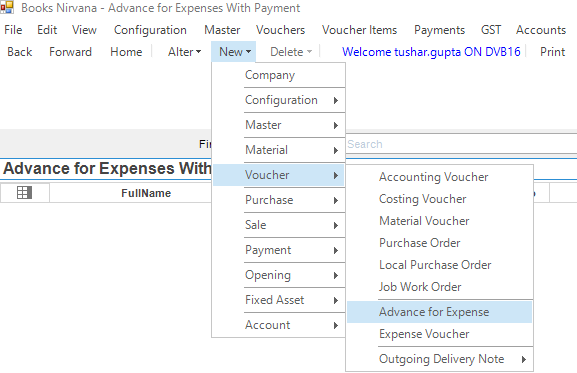 Books Nirvana - Advance for Expenses With Payment
File View Configuration Master Vouchers Voucher Items Payments GST Accounts
Back Forward Home Alter New Delete Welcome tushar.gupta ON DVB16 Print
Company
Configuration
Master
Fin Search
Material
Advance for Expenses With
Voucher
Accounting Voucher
FullName
Purchase
Costing Voucher
Sale
Material Voucher
Payment
Purchase Order
Opening
Local Purchase Order
Fixed Asset
Job Work Order
Account
Advance for Expense
Expense Voucher
Outgoing Delivery Note